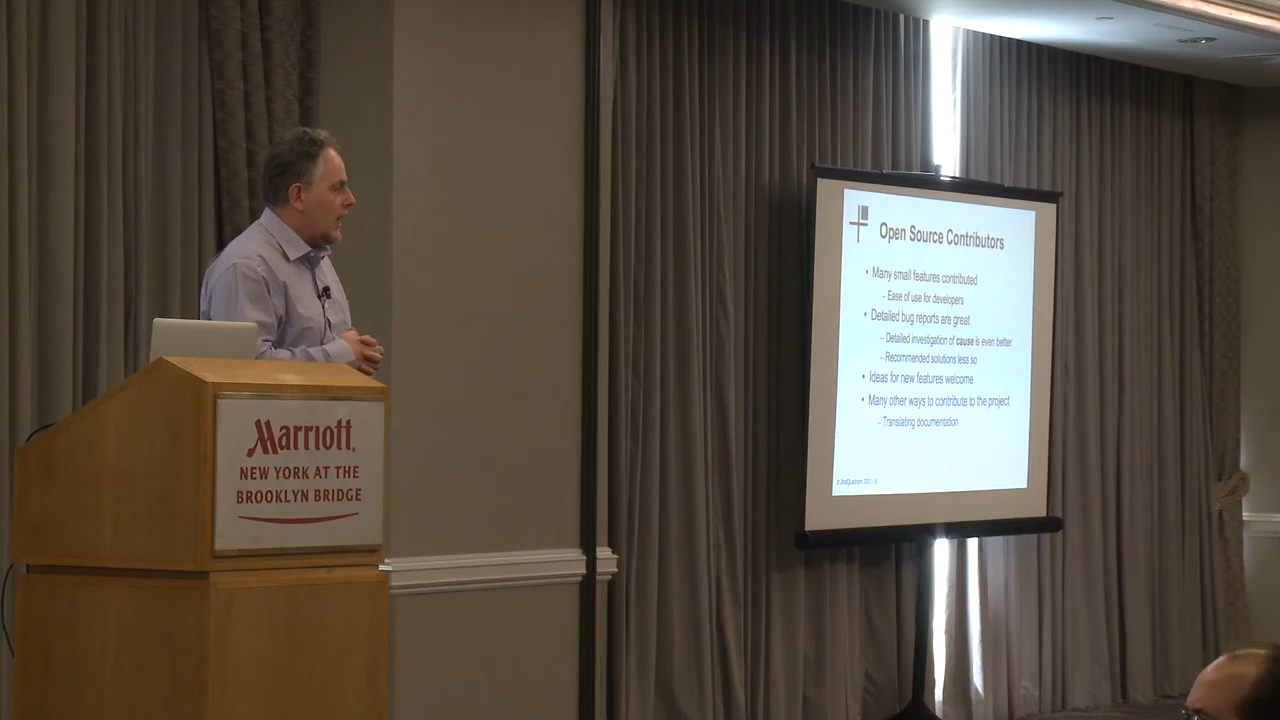 Marriott
NEW YORK AT THE
BROOKLYN BRIDGE
Open Source Contributors
• Many small features contributed
– Ease of use for developers
• Detailed bug reports are great
– Detailed investigation of cause is even better
– Recommended solutions less so
• Ideas for new features welcome
• Many other ways to contribute to the project
– Translating documentation
© 2ndQuadrant